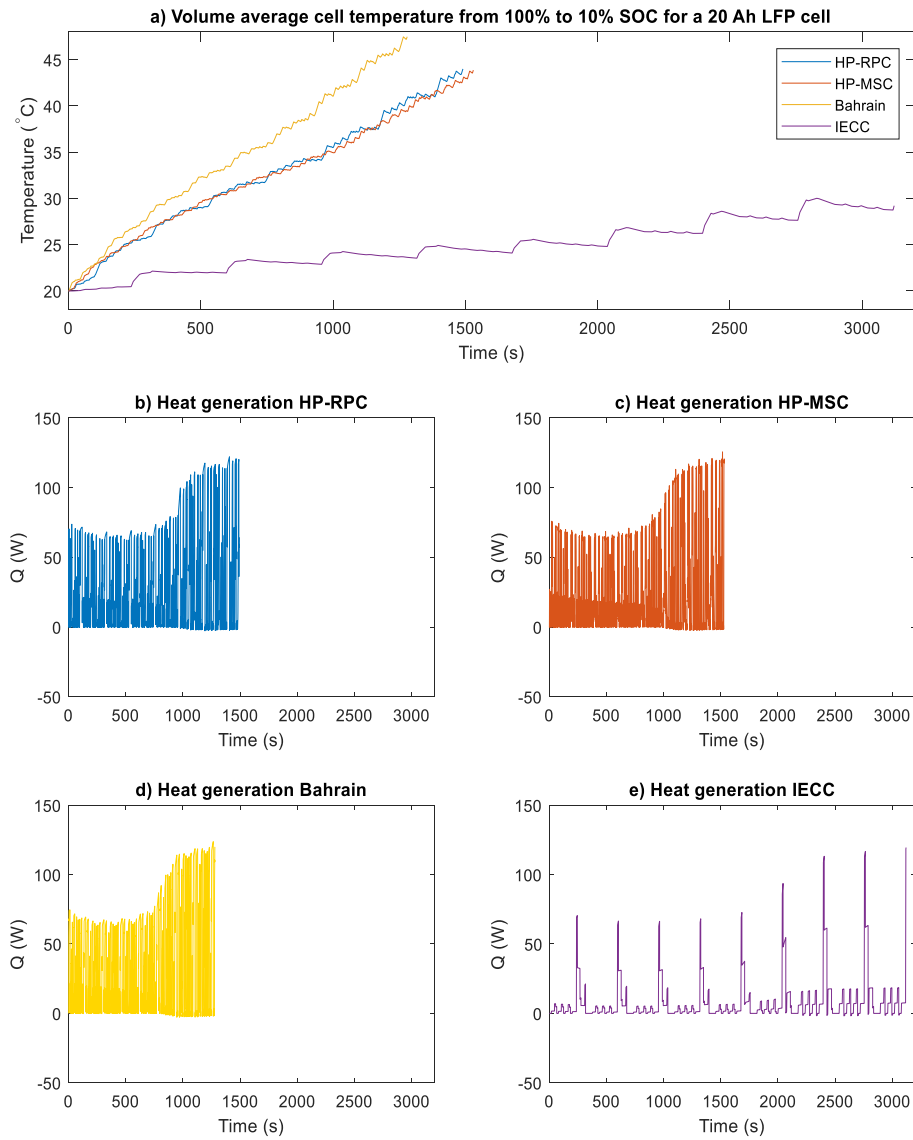 a) Volume average cell temperature from 100% to 10% SOC for a 20 Ah LFP cell
Temperature (°C)
45
40
35
30
25
20
0 500 1000 1500 2000 2500 3000
Time (s)
HP-RPC
HP-MSC
Bahrain
IECC
b) Heat generation HP-RPC
Q (W)
150
100
50
0
-50
0 500 1000 1500 2000 2500 3000
Time (s)
c) Heat generation HP-MSC
Q (W)
150
100
50
0
-50
0 500 1000 1500 2000 2500 3000
Time (s)
d) Heat generation Bahrain
Q (W)
150
100
50
0
-50
0 500 1000 1500 2000 2500 3000
Time (s)
e) Heat generation IECC
Q (W)
150
100
50
0
-50
0 500 1000 1500 2000 2500 3000
Time (s)